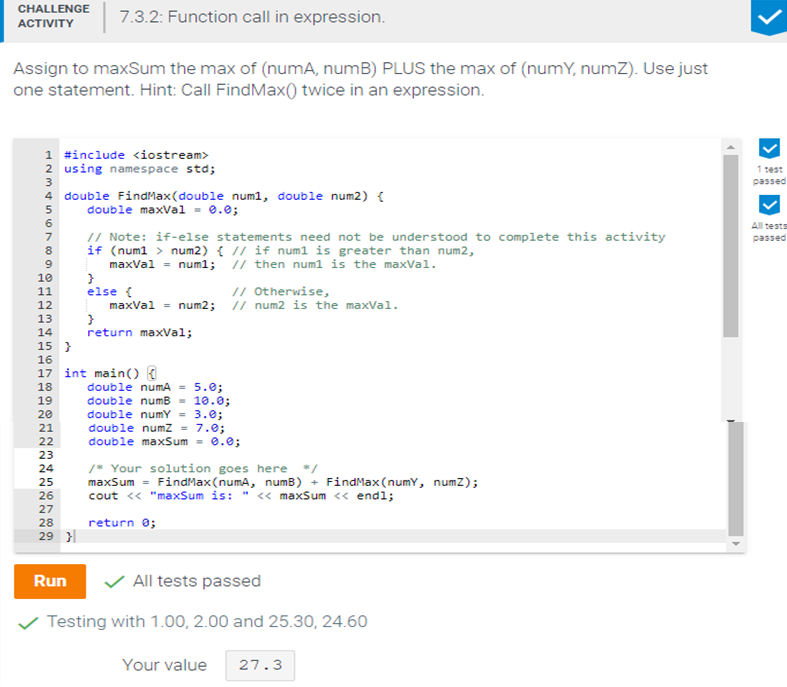 CHALLENGE
ACTIVITY
7.3.2: Function call in expression.
Assign to maxSum the max of (numA, numB) PLUS the max of (numY, numZ). Use just
one statement. Hint: Call FindMax() twice in an expression.
1 #include <iostream>
2 using namespace std;
3
4 double FindMax(double num1, double num2) {
5    double maxVal = 0.0;
6
7    // Note: if-else statements need not be understood to complete this activity
8    if (num1 > num2) { // if num1 is greater than num2,
9       maxVal = num1;  // then num1 is the maxVal.
10    }
11    else {             // Otherwise,
12       maxVal = num2;  // num2 is the maxVal.
13    }
14    return maxVal;
15 }
16
17 int main() {
18    double numA = 5.0;
19    double numB = 10.0;
20    double numY = 3.0;
21    double numZ = 7.0;
22    double maxSum = 0.0;
23
24    /* Your solution goes here  */
25    maxSum = FindMax(numA, numB) + FindMax(numY, numZ);
26    cout << "maxSum is: " << maxSum << endl;
27
28    return 0;
29 }
1 test
passed
All tests
passed
Run
All tests passed
Testing with 1.00, 2.00 and 25.30, 24.60
Your value 27.3